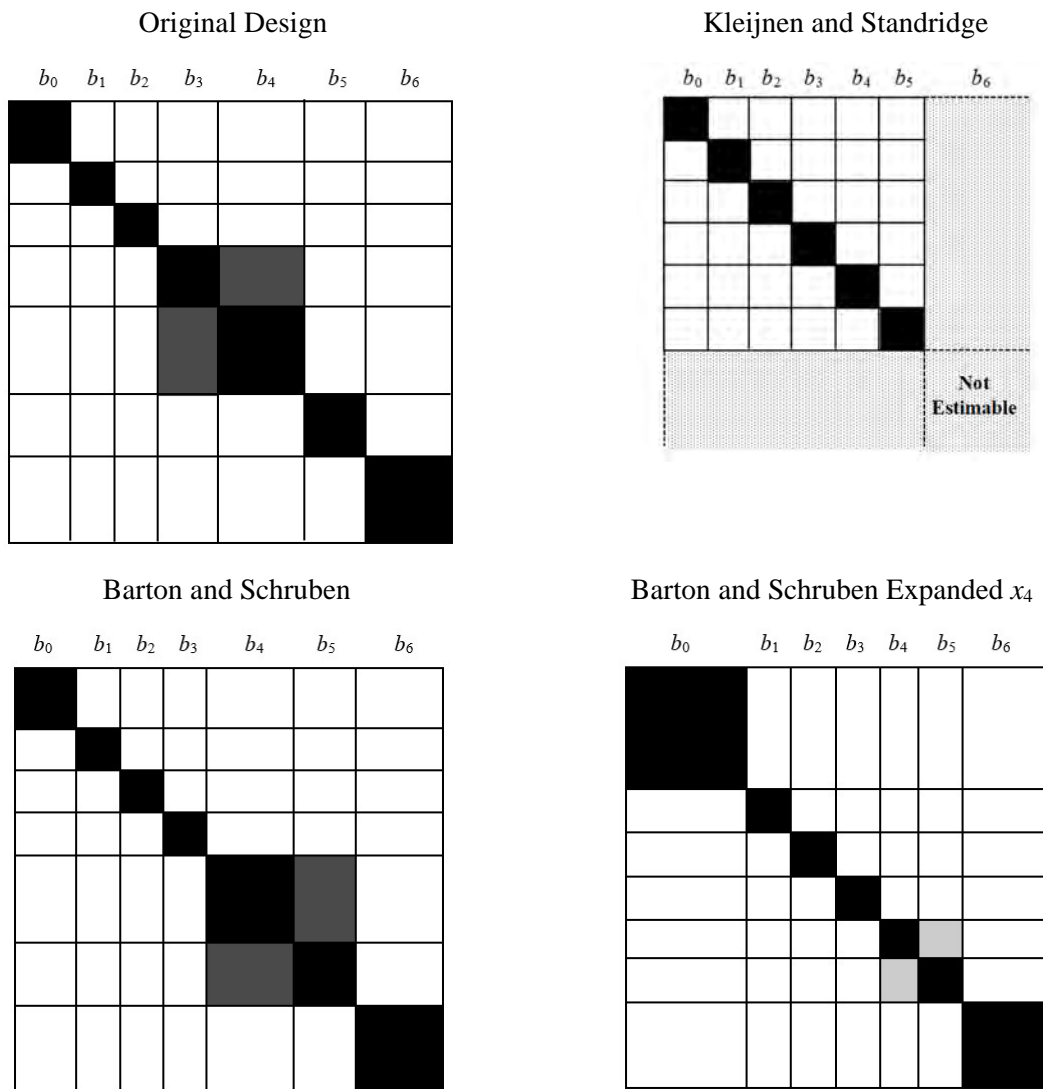 Original Design
b0 b1 b2 b3 b4 b5 b6
Kleijnen and Standridge
b0 b1 b2 b3 b4 b5 b6
Not
Estimable
Barton and Schruben
b0 b1 b2 b3 b4 b5 b6
Barton and Schruben Expanded x4
b0 b1 b2 b3 b4 b5 b6